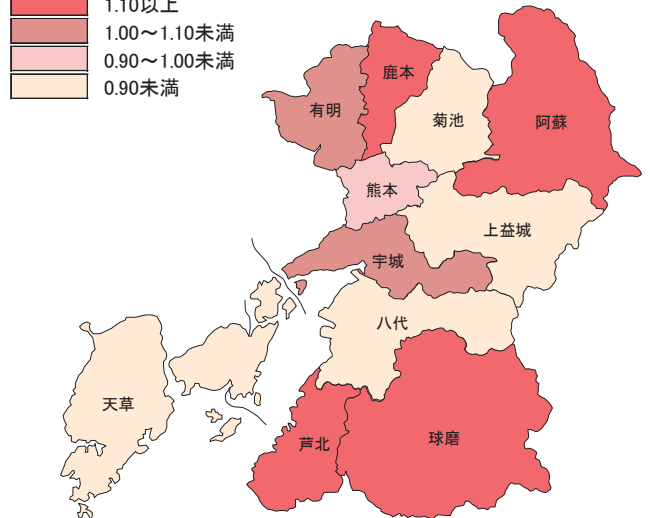 1.10以上
1.00～1.10未満
0.90～1.00未満
0.90未満
鹿本
有明
菊池
阿蘇
熊本
上益城
宇城
八代
天草
芦北
球磨